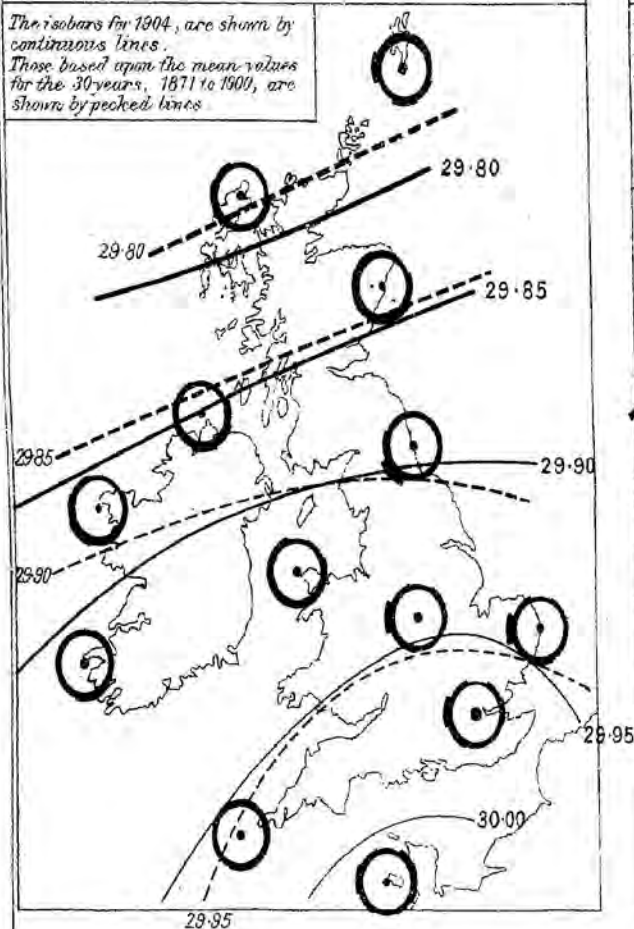 The isobars for 1904, are shown by
continuous lines.
Those based upon the mean values
for the 30 years, 1871 to 1900, are
shown by pecked lines
29·80
29·80
29·85
29·85
29·90
29·90
29·95
30·00
29·95